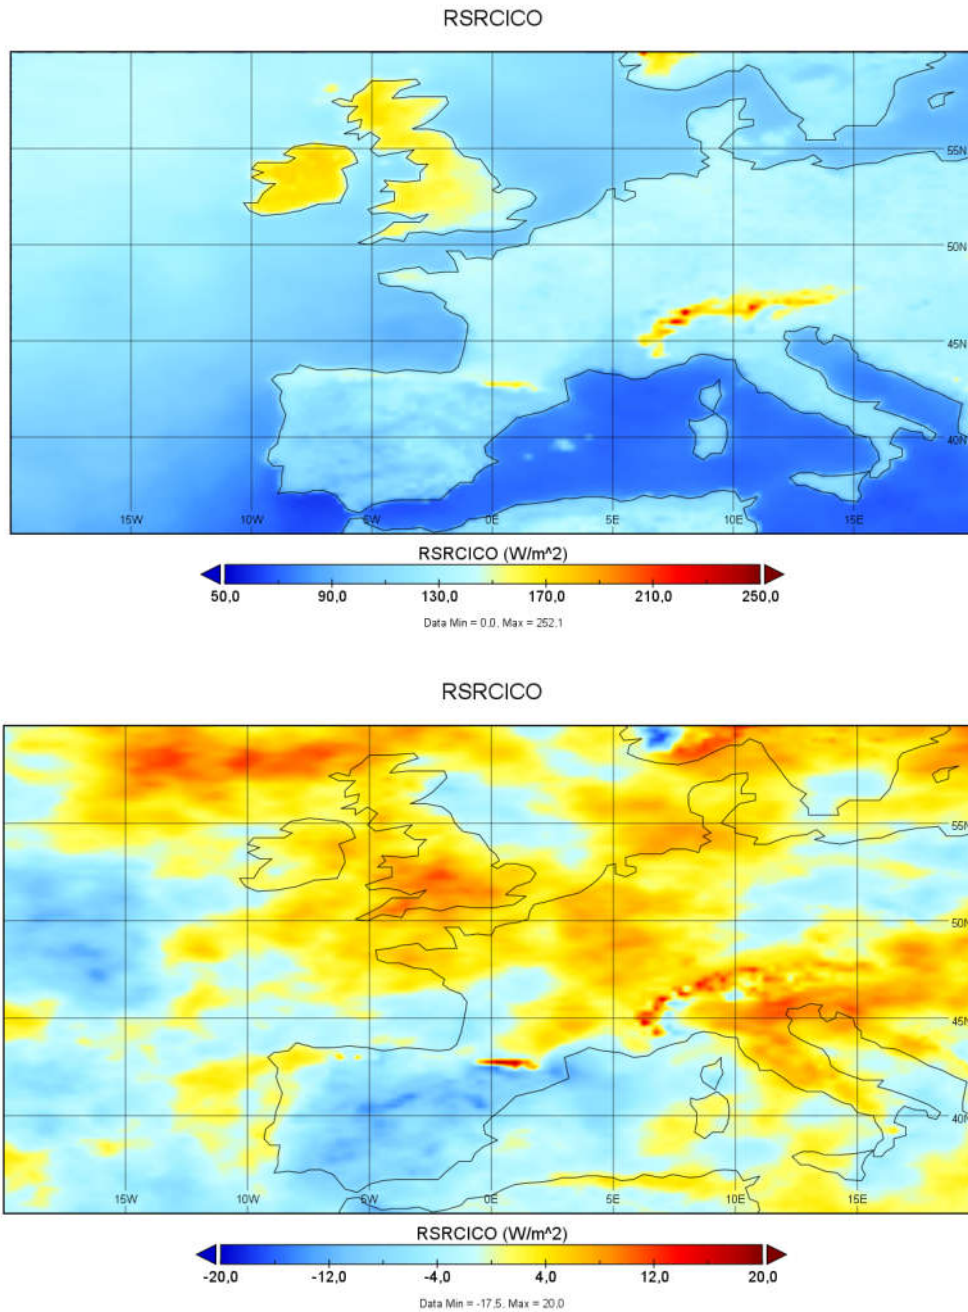 RSRCICO
55N
50N
45N
40N
15W 10W 5W 0E 5E 10E 15E
RSRCICO (W/m^2)
50,0 90,0 130,0 170,0 210,0 250,0
Data Min = 0,0, Max = 252,1
RSRCICO
55N
50N
45N
40N
15W 10W 5W 0E 5E 10E 15E
RSRCICO (W/m^2)
-20,0 -12,0 -4,0 4,0 12,0 20,0
Data Min = -17,5, Max = 20,0